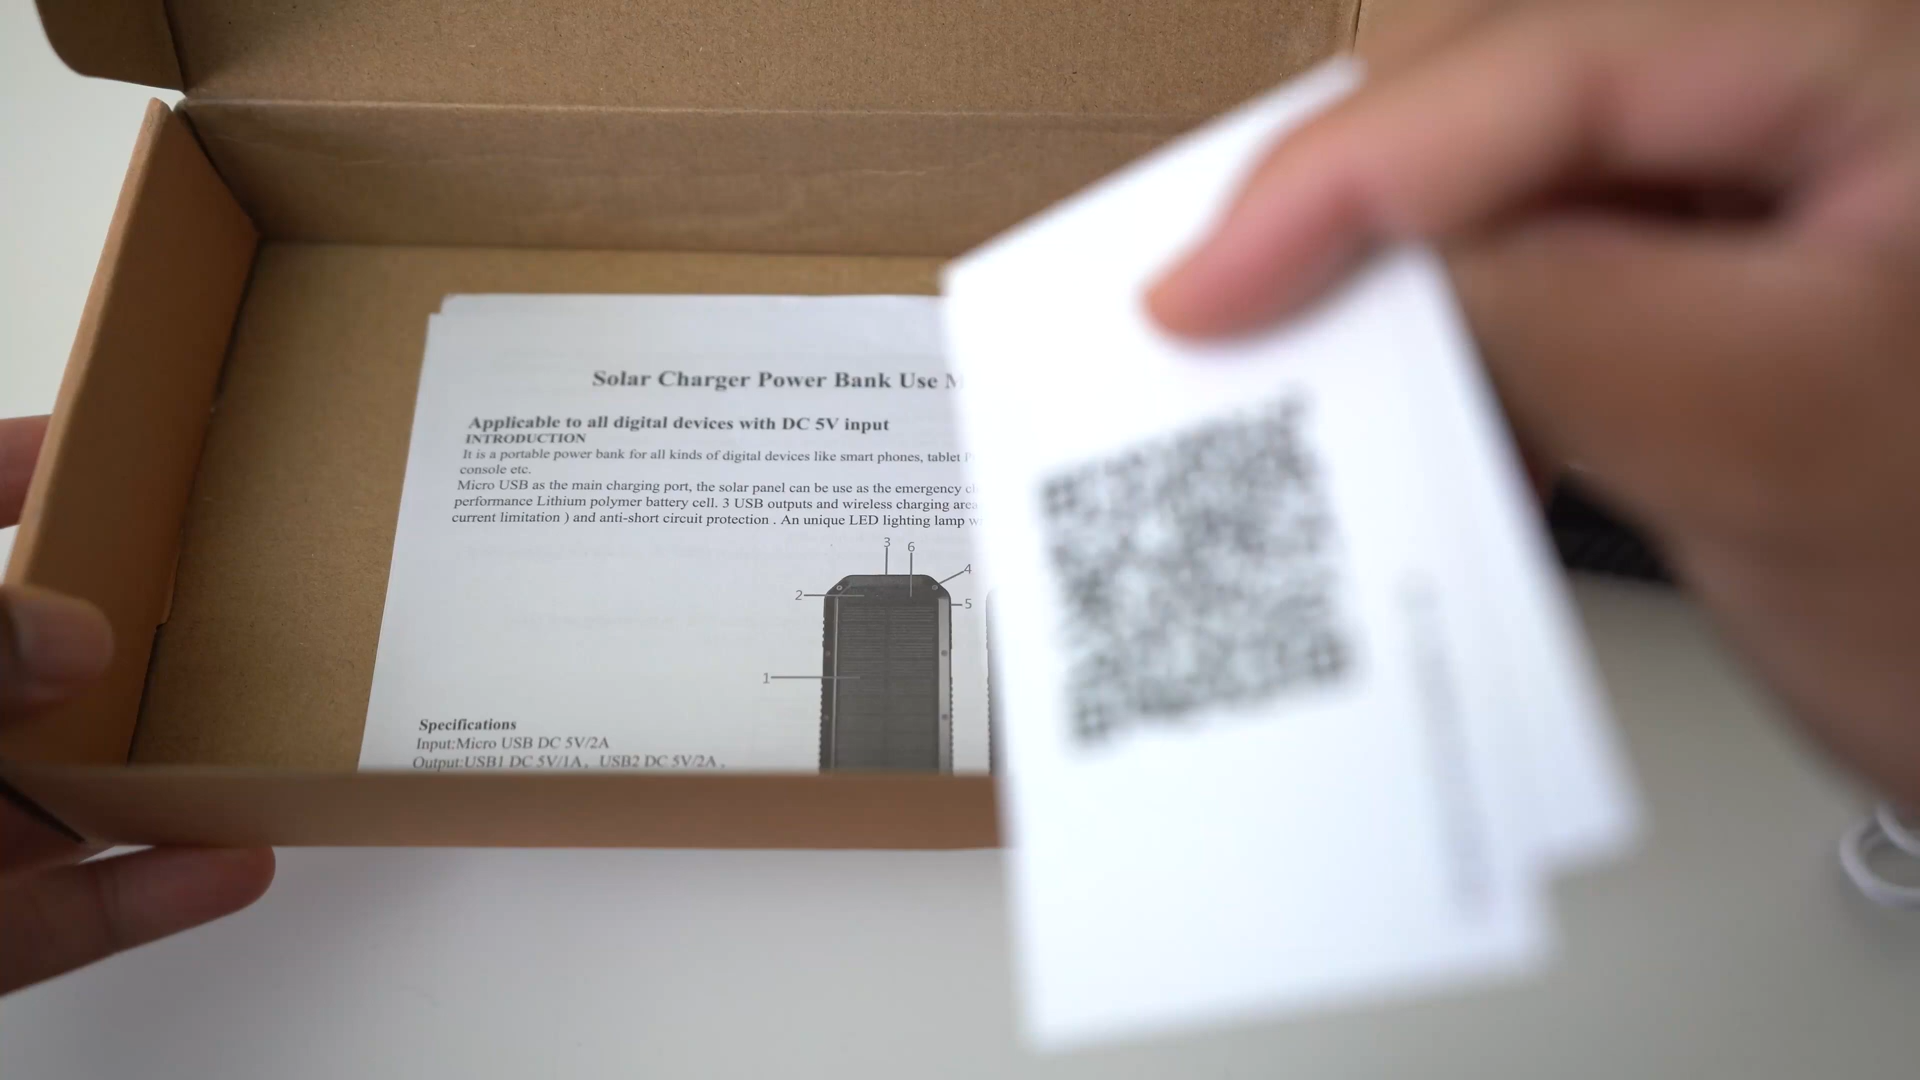 Solar Charger Power Bank Use
Applicable to all digital devices with DC 5V input
INTRODUCTION
It is a portable power bank for all kinds of digital devices like smart phones, tablet
console etc.
Micro USB as the main charging port, the solar panel can be use as the emergency
performance Lithium polymer battery cell. 3 USB outputs and wireless charging area
current limitation ) and anti-short circuit protection . An unique LED lighting lamp
3
6
4
2
5
1
Specifications
Input:Micro USB DC 5V/2A
Output:USB1 DC 5V/1A, USB2 DC 5V/2A,